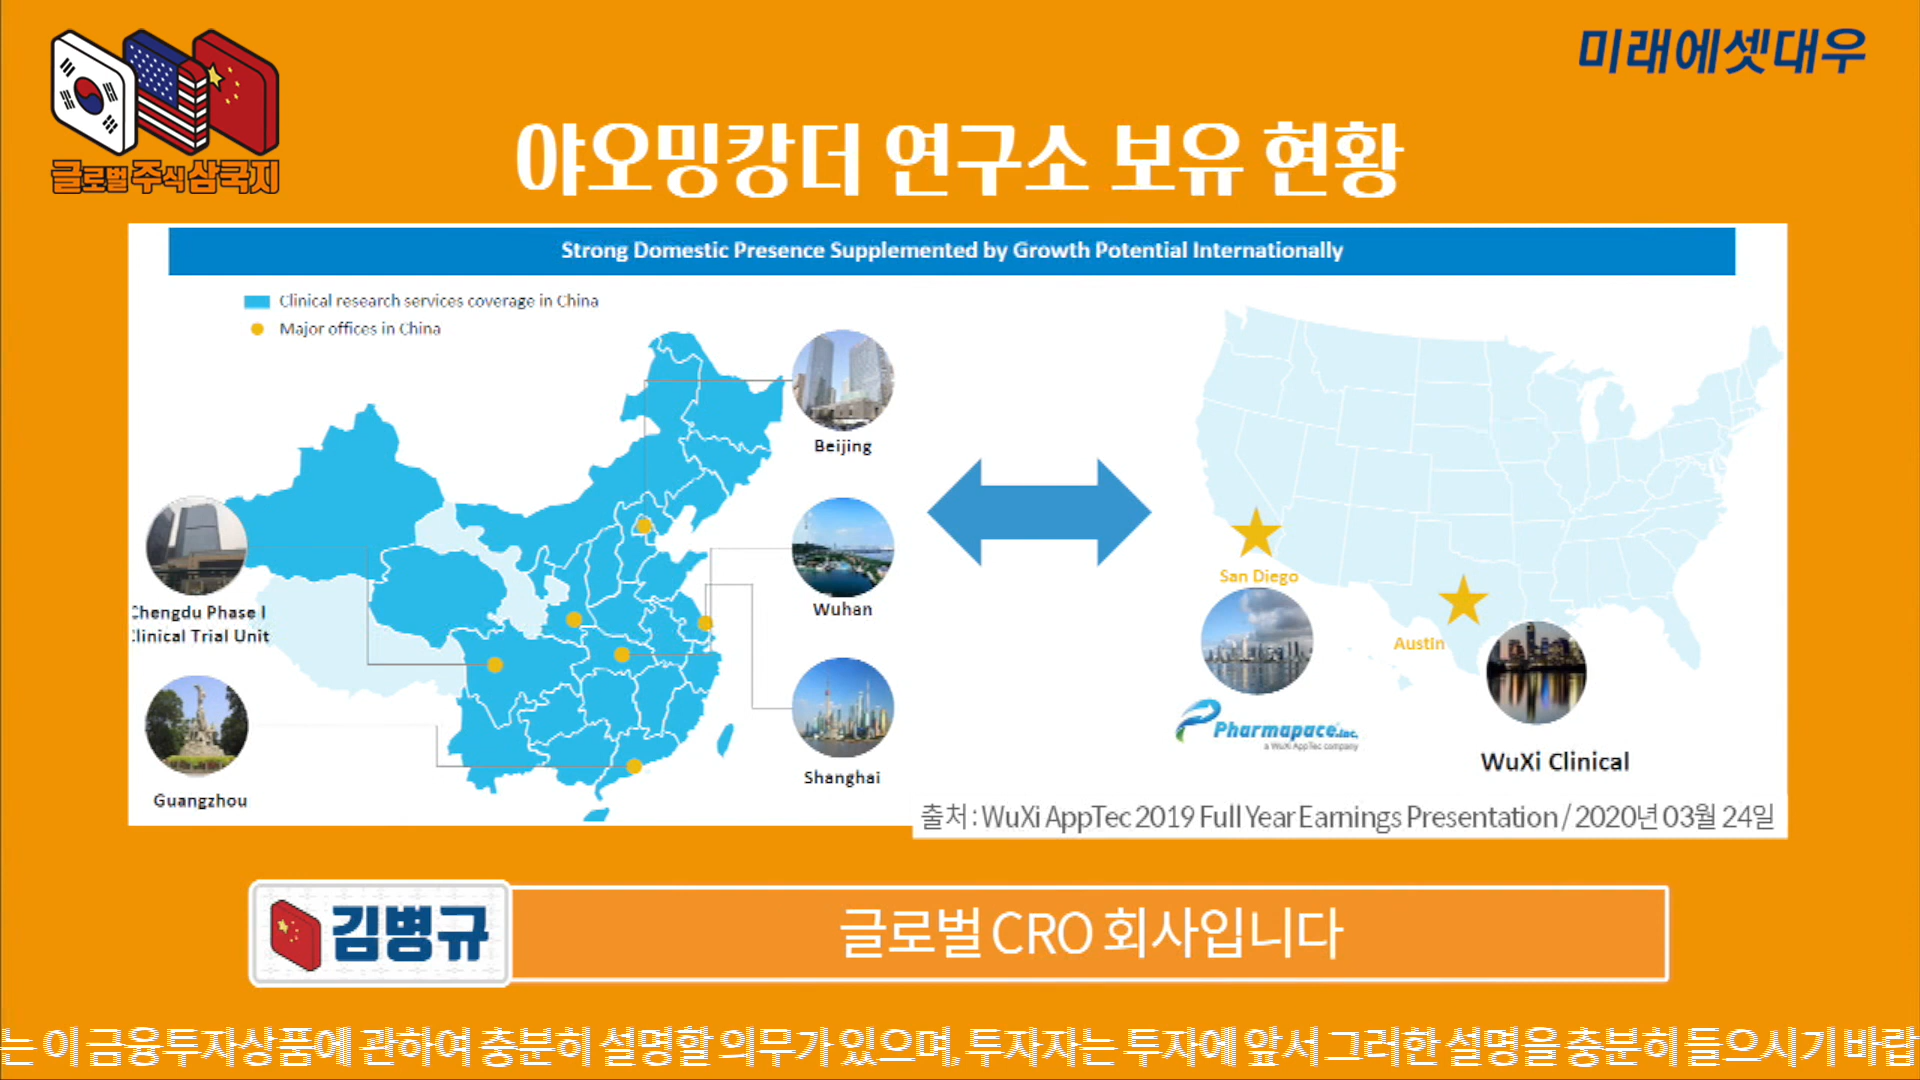 글로벌 주식 삼국지
미래에셋대우
야오밍캉더 연구소 보유 현황
Strong Domestic Presence Supplemented by Growth Potential Internationally
Clinical research services coverage in China
Major offices in China
Beijing
Wuhan
Shanghai
Chengdu Phase I
Clinical Trial Unit
Guangzhou
San Diego
Austin
Pharmapace, Inc.
a WuXi AppTec company
WuXi Clinical
출처 : WuXi AppTec 2019 Full Year Earnings Presentation / 2020년 03월 24일
김병규
글로벌 CRO 회사입니다
는 이 금융투자상품에 관하여 충분히 설명할 의무가 있으며, 투자자는 투자에 앞서 그러한 설명을 충분히 들으시기 바랍